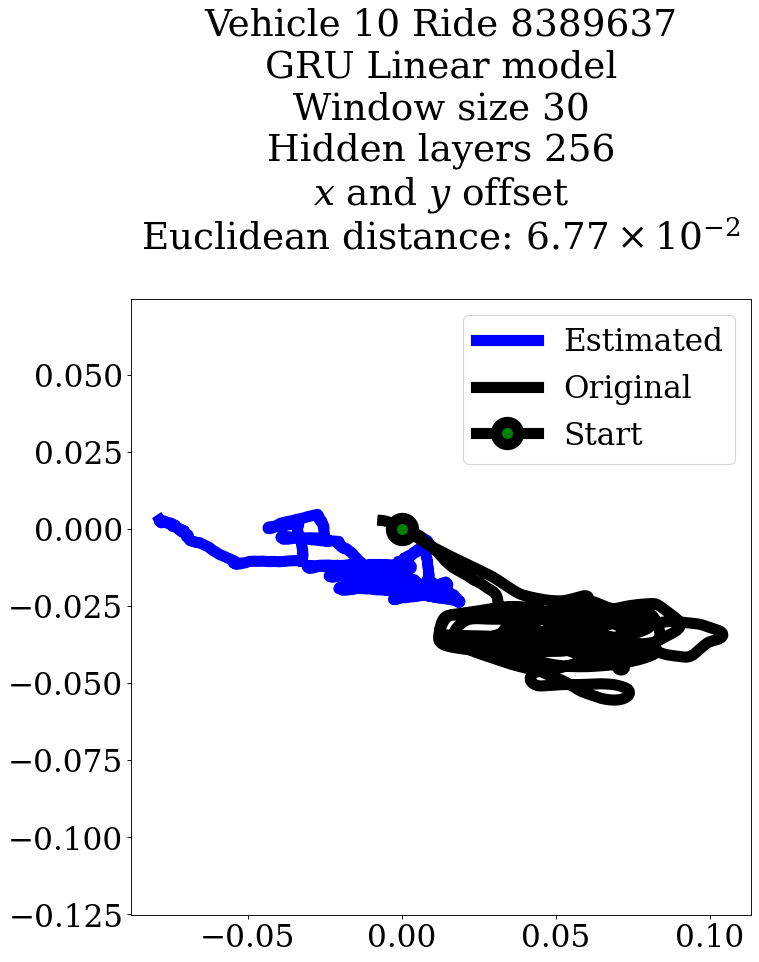 Vehicle 10 Ride 8389637
GRU Linear model
Window size 30
Hidden layers 256
x and y offset
Euclidean distance: 6.77 × 10⁻²
Estimated
Original
Start
0.050
0.025
0.000
−0.025
−0.050
−0.075
−0.100
−0.125
−0.05
0.00
0.05
0.10